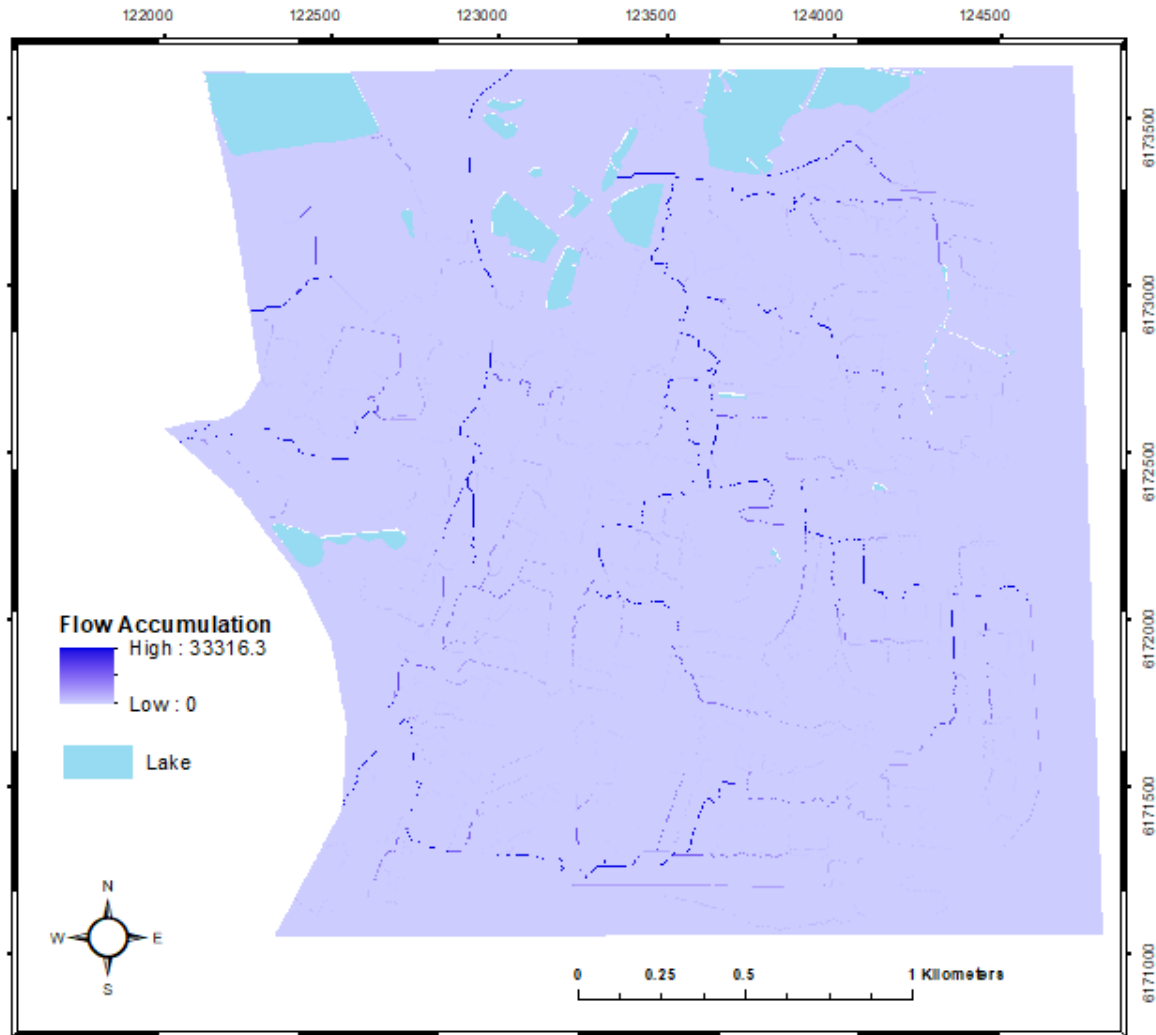 122000 122500 123000 123500 124000 124500
6173500
6173000
6172500
6172000
6171500
6171000
Flow Accumulation
High : 33316.3
Low : 0
Lake
N
W E
S
0 0.25 0.5 1 Kilometers